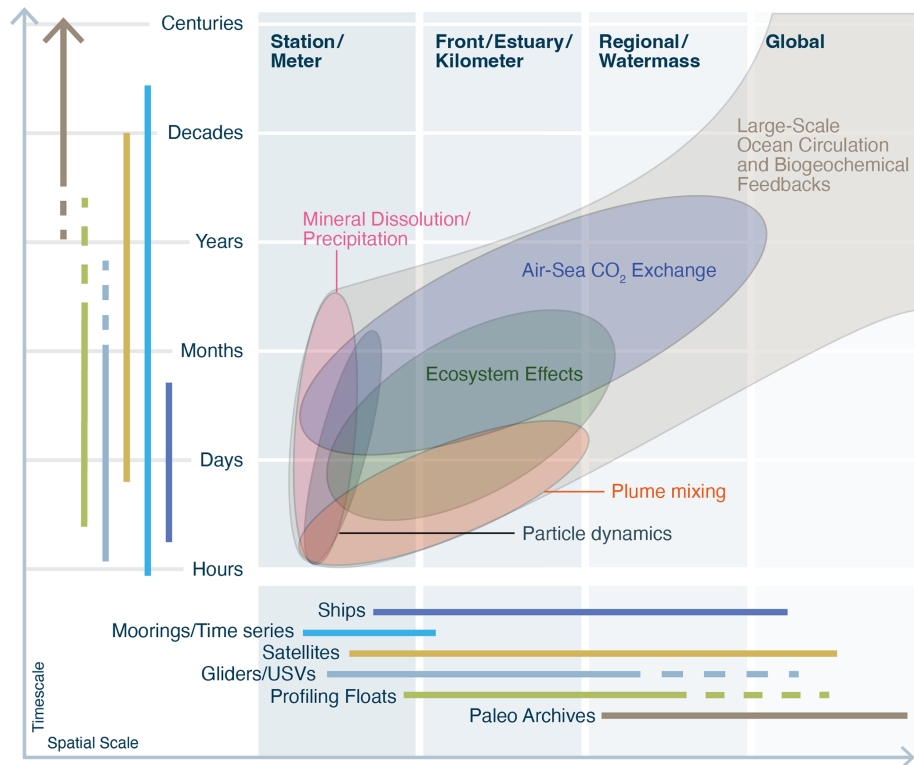 Centuries
Decades
Years
Months
Days
Hours
Station/
Meter
Front/Estuary/
Kilometer
Regional/
Watermass
Global
Large-Scale
Ocean Circulation
and Biogeochemical
Feedbacks
Mineral Dissolution/
Precipitation
Air-Sea CO₂ Exchange
Ecosystem Effects
Plume mixing
Particle dynamics
Ships
Moorings/Time series
Satellites
Gliders/USVs
Profiling Floats
Paleo Archives
Timescale
Spatial Scale